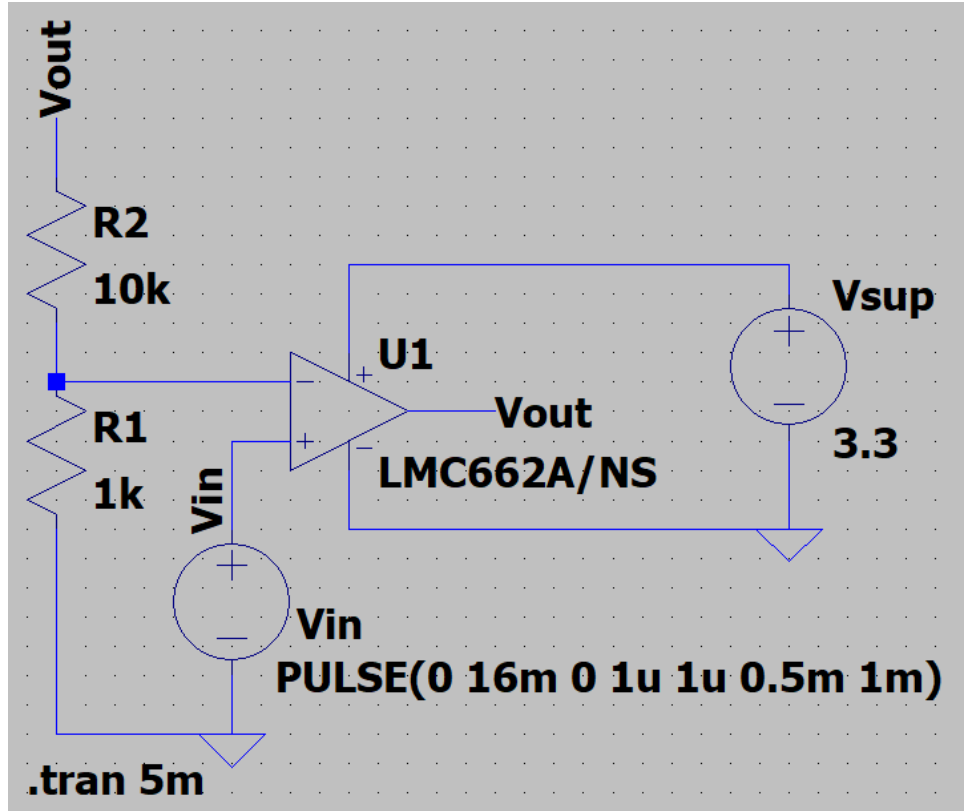 Vout
R2
10k
R1
1k
U1
Vout
LMC662A/NS
Vsup
3.3
Vin
Vin
PULSE(0 16m 0 1u 1u 0.5m 1m)
.tran 5m